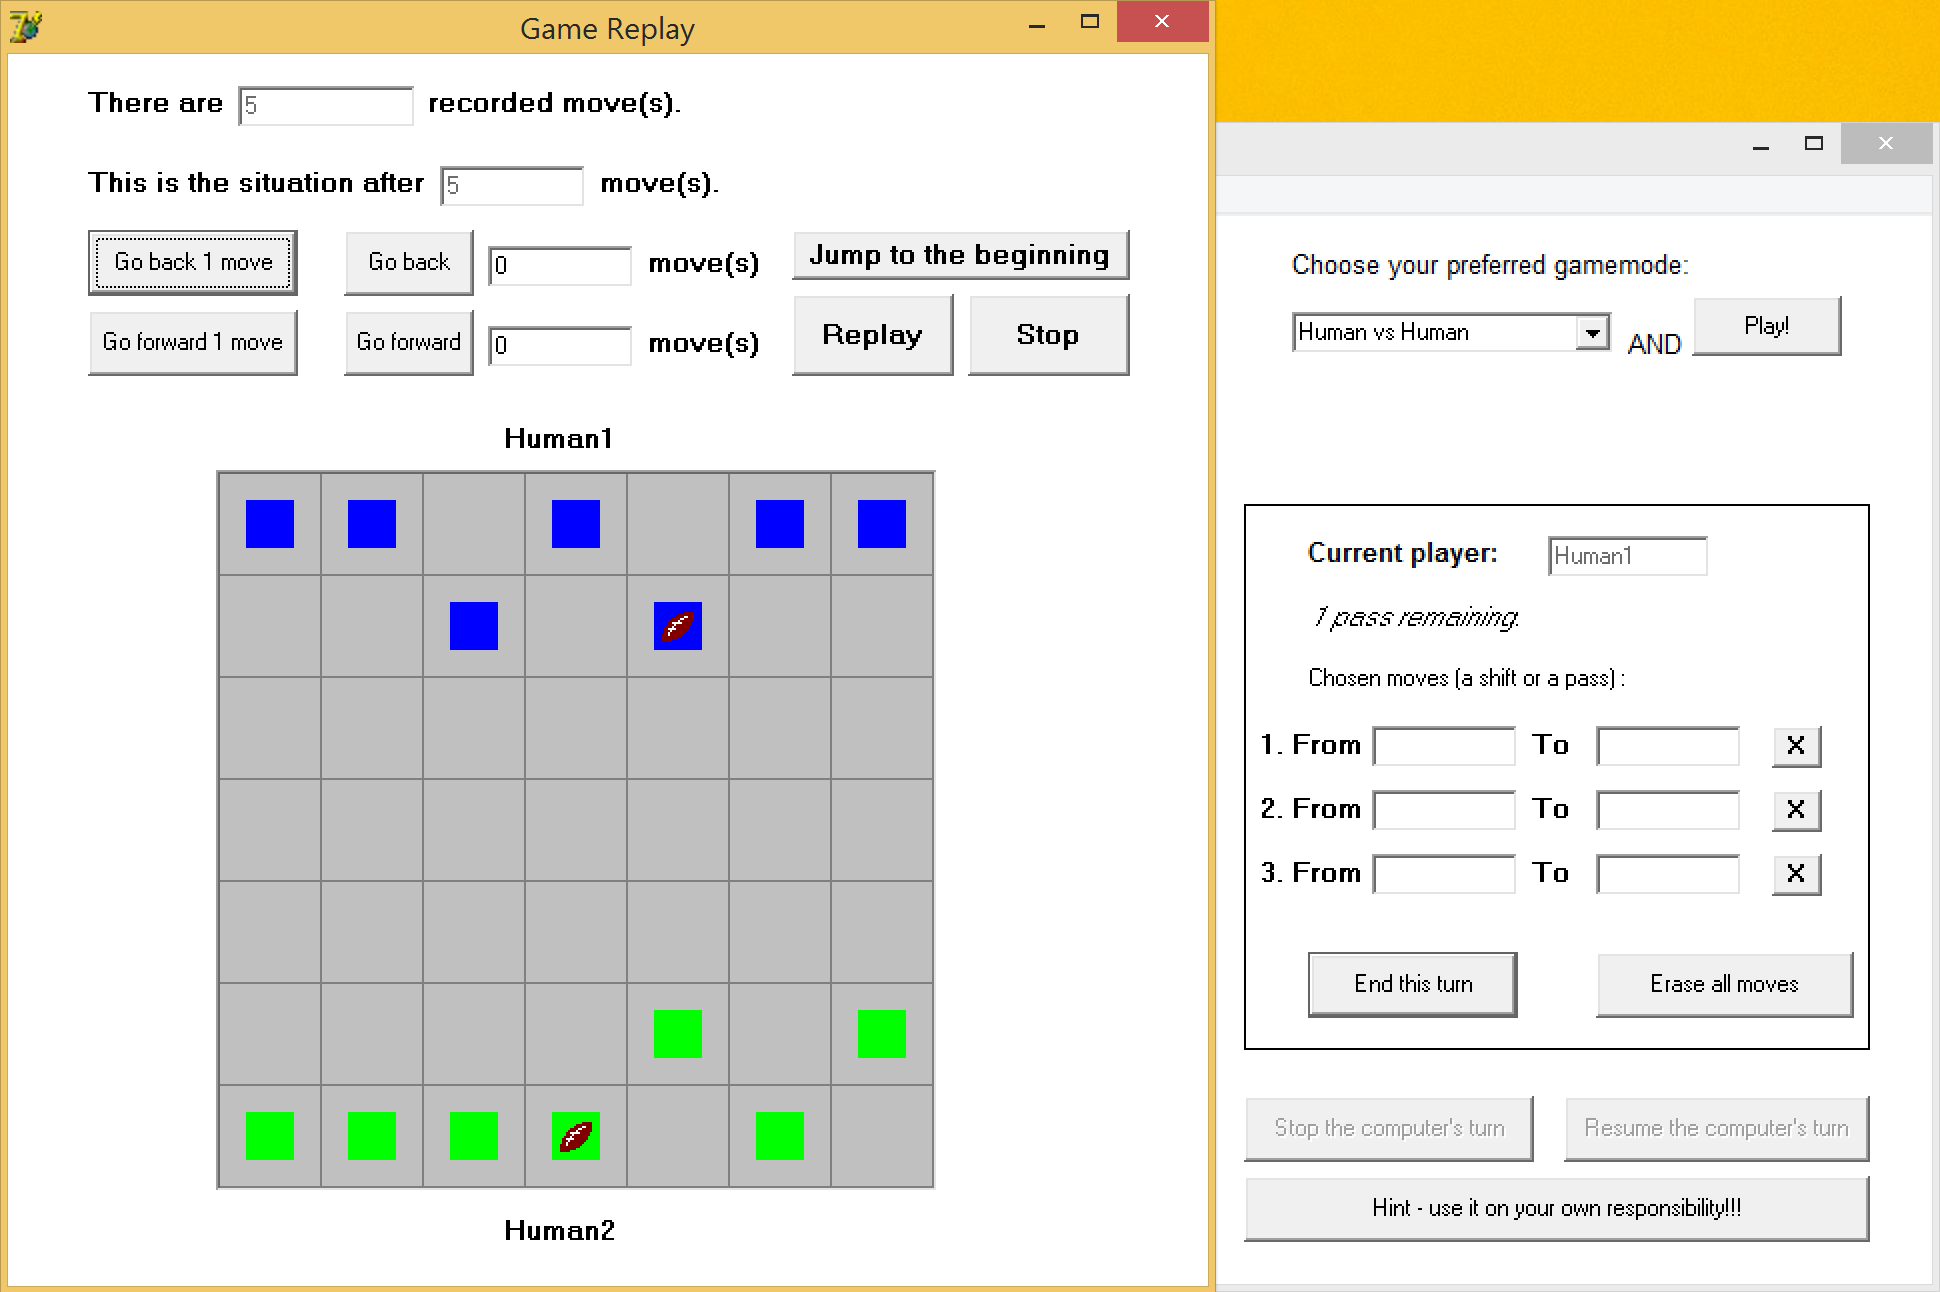 Game Replay
There are 5 recorded move(s).
This is the situation after 5 move(s).
Go back 1 move Go back 0 move(s) Jump to the beginning
Go forward 1 move Go forward 0 move(s) Replay Stop
Human1
Human2
Choose your preferred gamemode:
Human vs Human AND Play!
Current player: Human1
1 pass remaining.
Chosen moves (a shift or a pass) :
1. From To X
2. From To X
3. From To X
End this turn Erase all moves
Stop the computer's turn Resume the computer's turn
Hint - use it on your own responsibility!!!